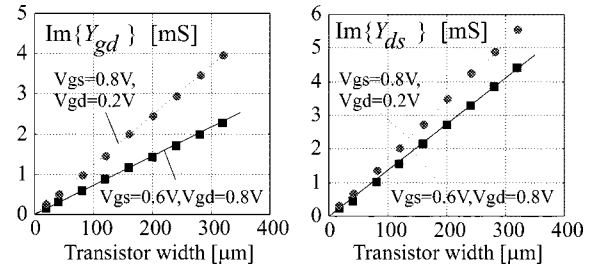 Im{Ygd } [mS]
5
4
3
2
1
0
Vgs=0.8V,
Vgd=0.2V
Vgs=0.6V,Vgd=0.8V
0 100 200 300 400
Transistor width [µm]
Im{Yds } [mS]
6
5
4
3
2
1
0
Vgs=0.8V,
Vgd=0.2V
Vgs=0.6V,Vgd=0.8V
0 100 200 300 400
Transistor width [µm]